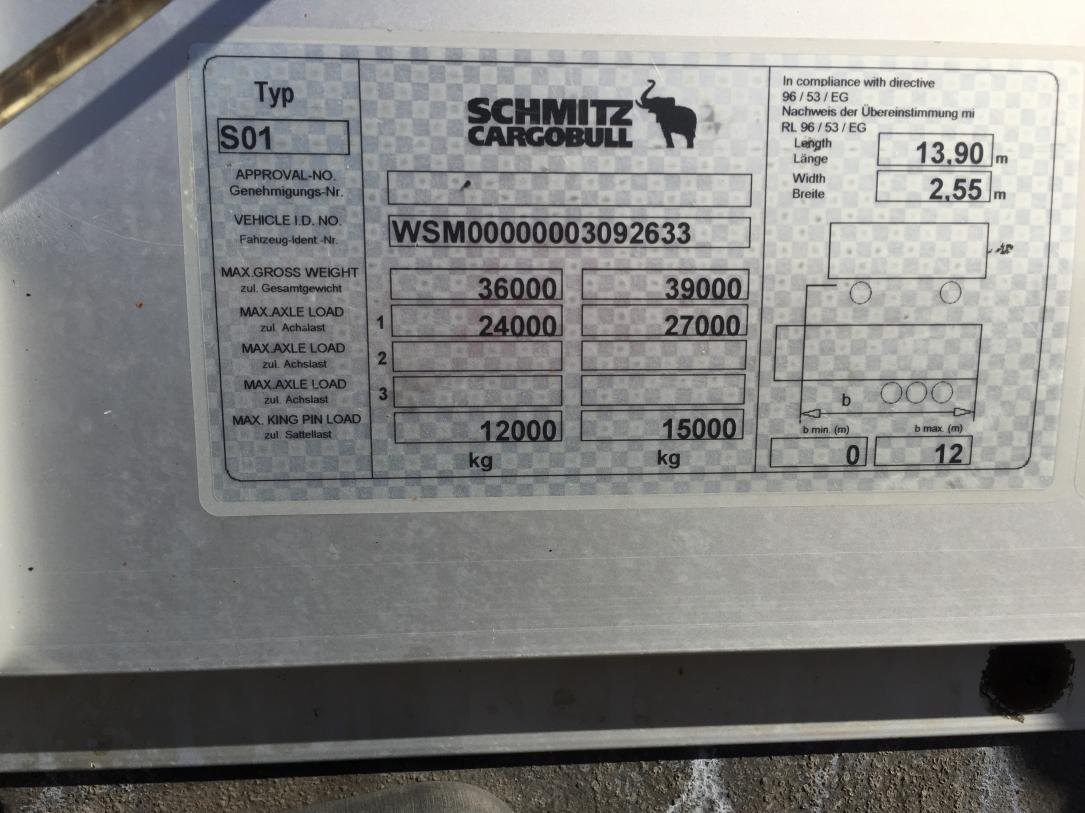 Typ
S01
SCHMITZ
CARGOBULL
APPROVAL-NO.
Genehmigungs-Nr.
VEHICLE I.D. NO.
Fahrzeug-Ident.-Nr.
WSM00000003092633
MAX.GROSS WEIGHT
zul. Gesamtgewicht
36000 39000
MAX.AXLE LOAD
zul. Achslast
1 24000 27000
MAX.AXLE LOAD
zul. Achslast
2
MAX.AXLE LOAD
zul. Achslast
3
MAX. KING PIN LOAD
zul. Sattellast
12000 15000
kg kg
In compliance with directive
96 / 53 / EG
Nachweis der Übereinstimmung mi
RL 96 / 53 / EG
Length
Länge
13,90 m
Width
Breite
2,55 m
b
b min. (m) b max. (m)
0 12